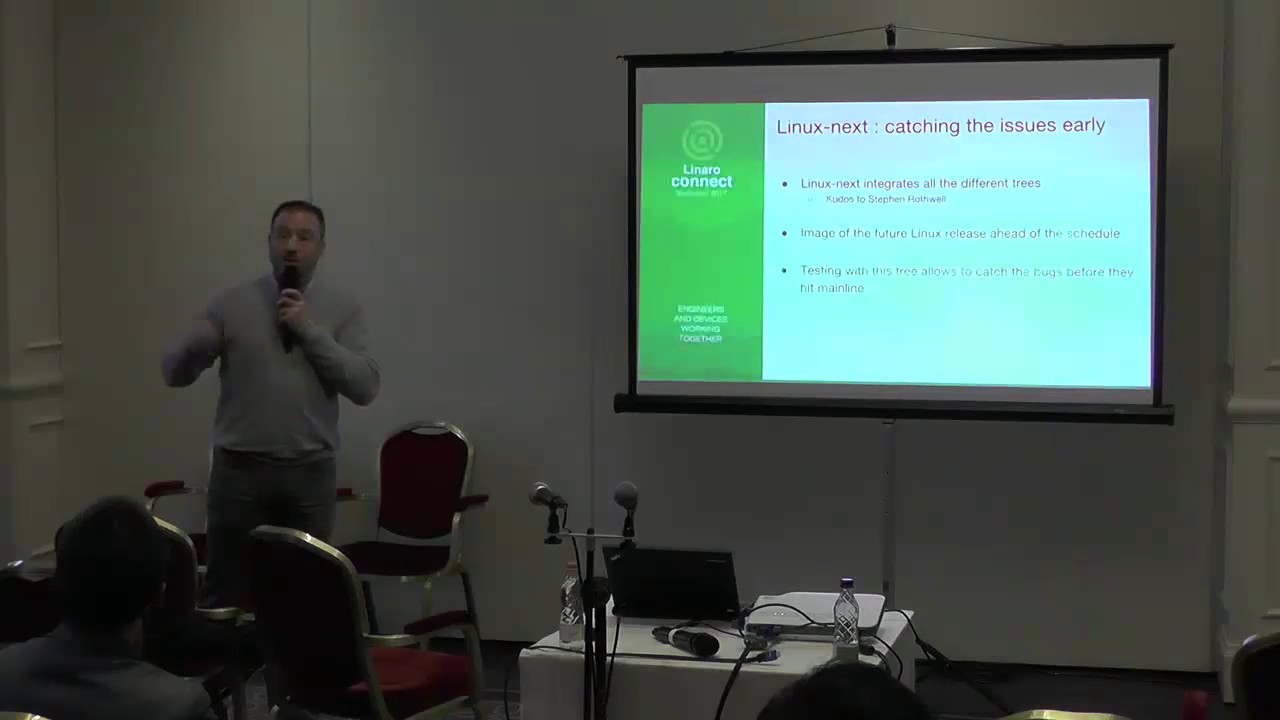 Linux-next : catching the issues early
Linaro
connect
Linux-next integrates all the different trees
Kudos to Stephen Rothwell
Image of the future Linux release ahead of the schedule
Testing with this tree allows to catch the bugs before they
hit mainline
ENGINEERS
AND DEVICES
WORKING
TOGETHER